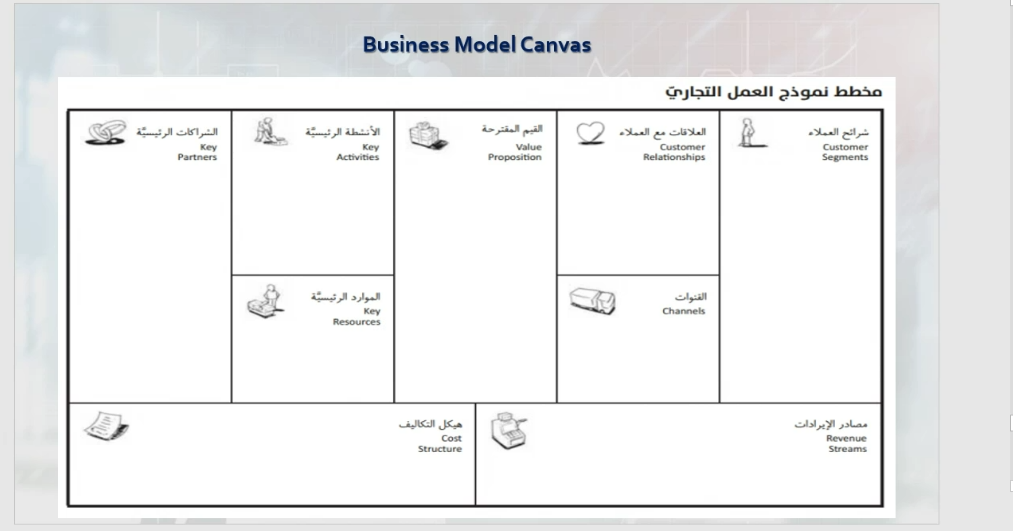 Business Model Canvas
مخطط نموذج العمل التجاريّ
الشراكات الرئيسيَّة
Key
Partners
الأنشطة الرئيسيَّة
Key
Activities
القيم المقترحة
Value
Proposition
العلاقات مع العملاء
Customer
Relationships
شرائح العملاء
Customer
Segments
الموارد الرئيسيَّة
Key
Resources
القنوات
Channels
هيكل التكاليف
Cost
Structure
مصادر الإيرادات
Revenue
Streams